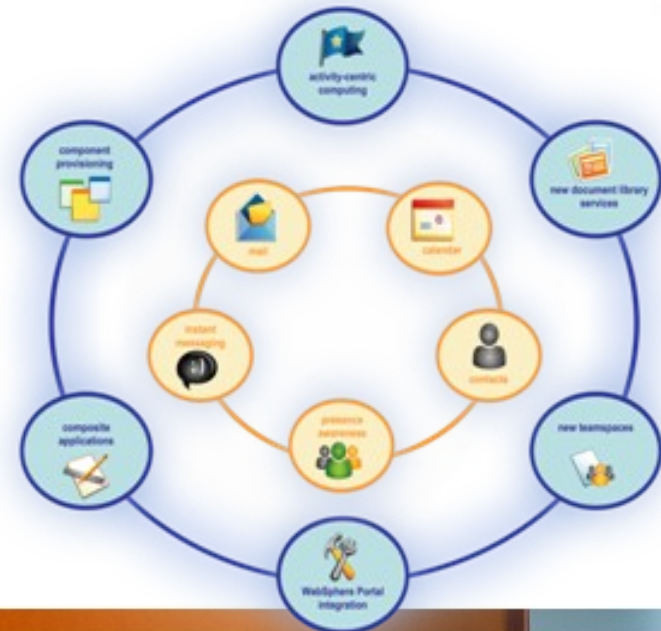 activity-centric
computing
component
provisioning
new document library
services
mail
calendar
instant
messaging
contacts
presence
awareness
composite
applications
new teamspaces
WebSphere Portal
integration